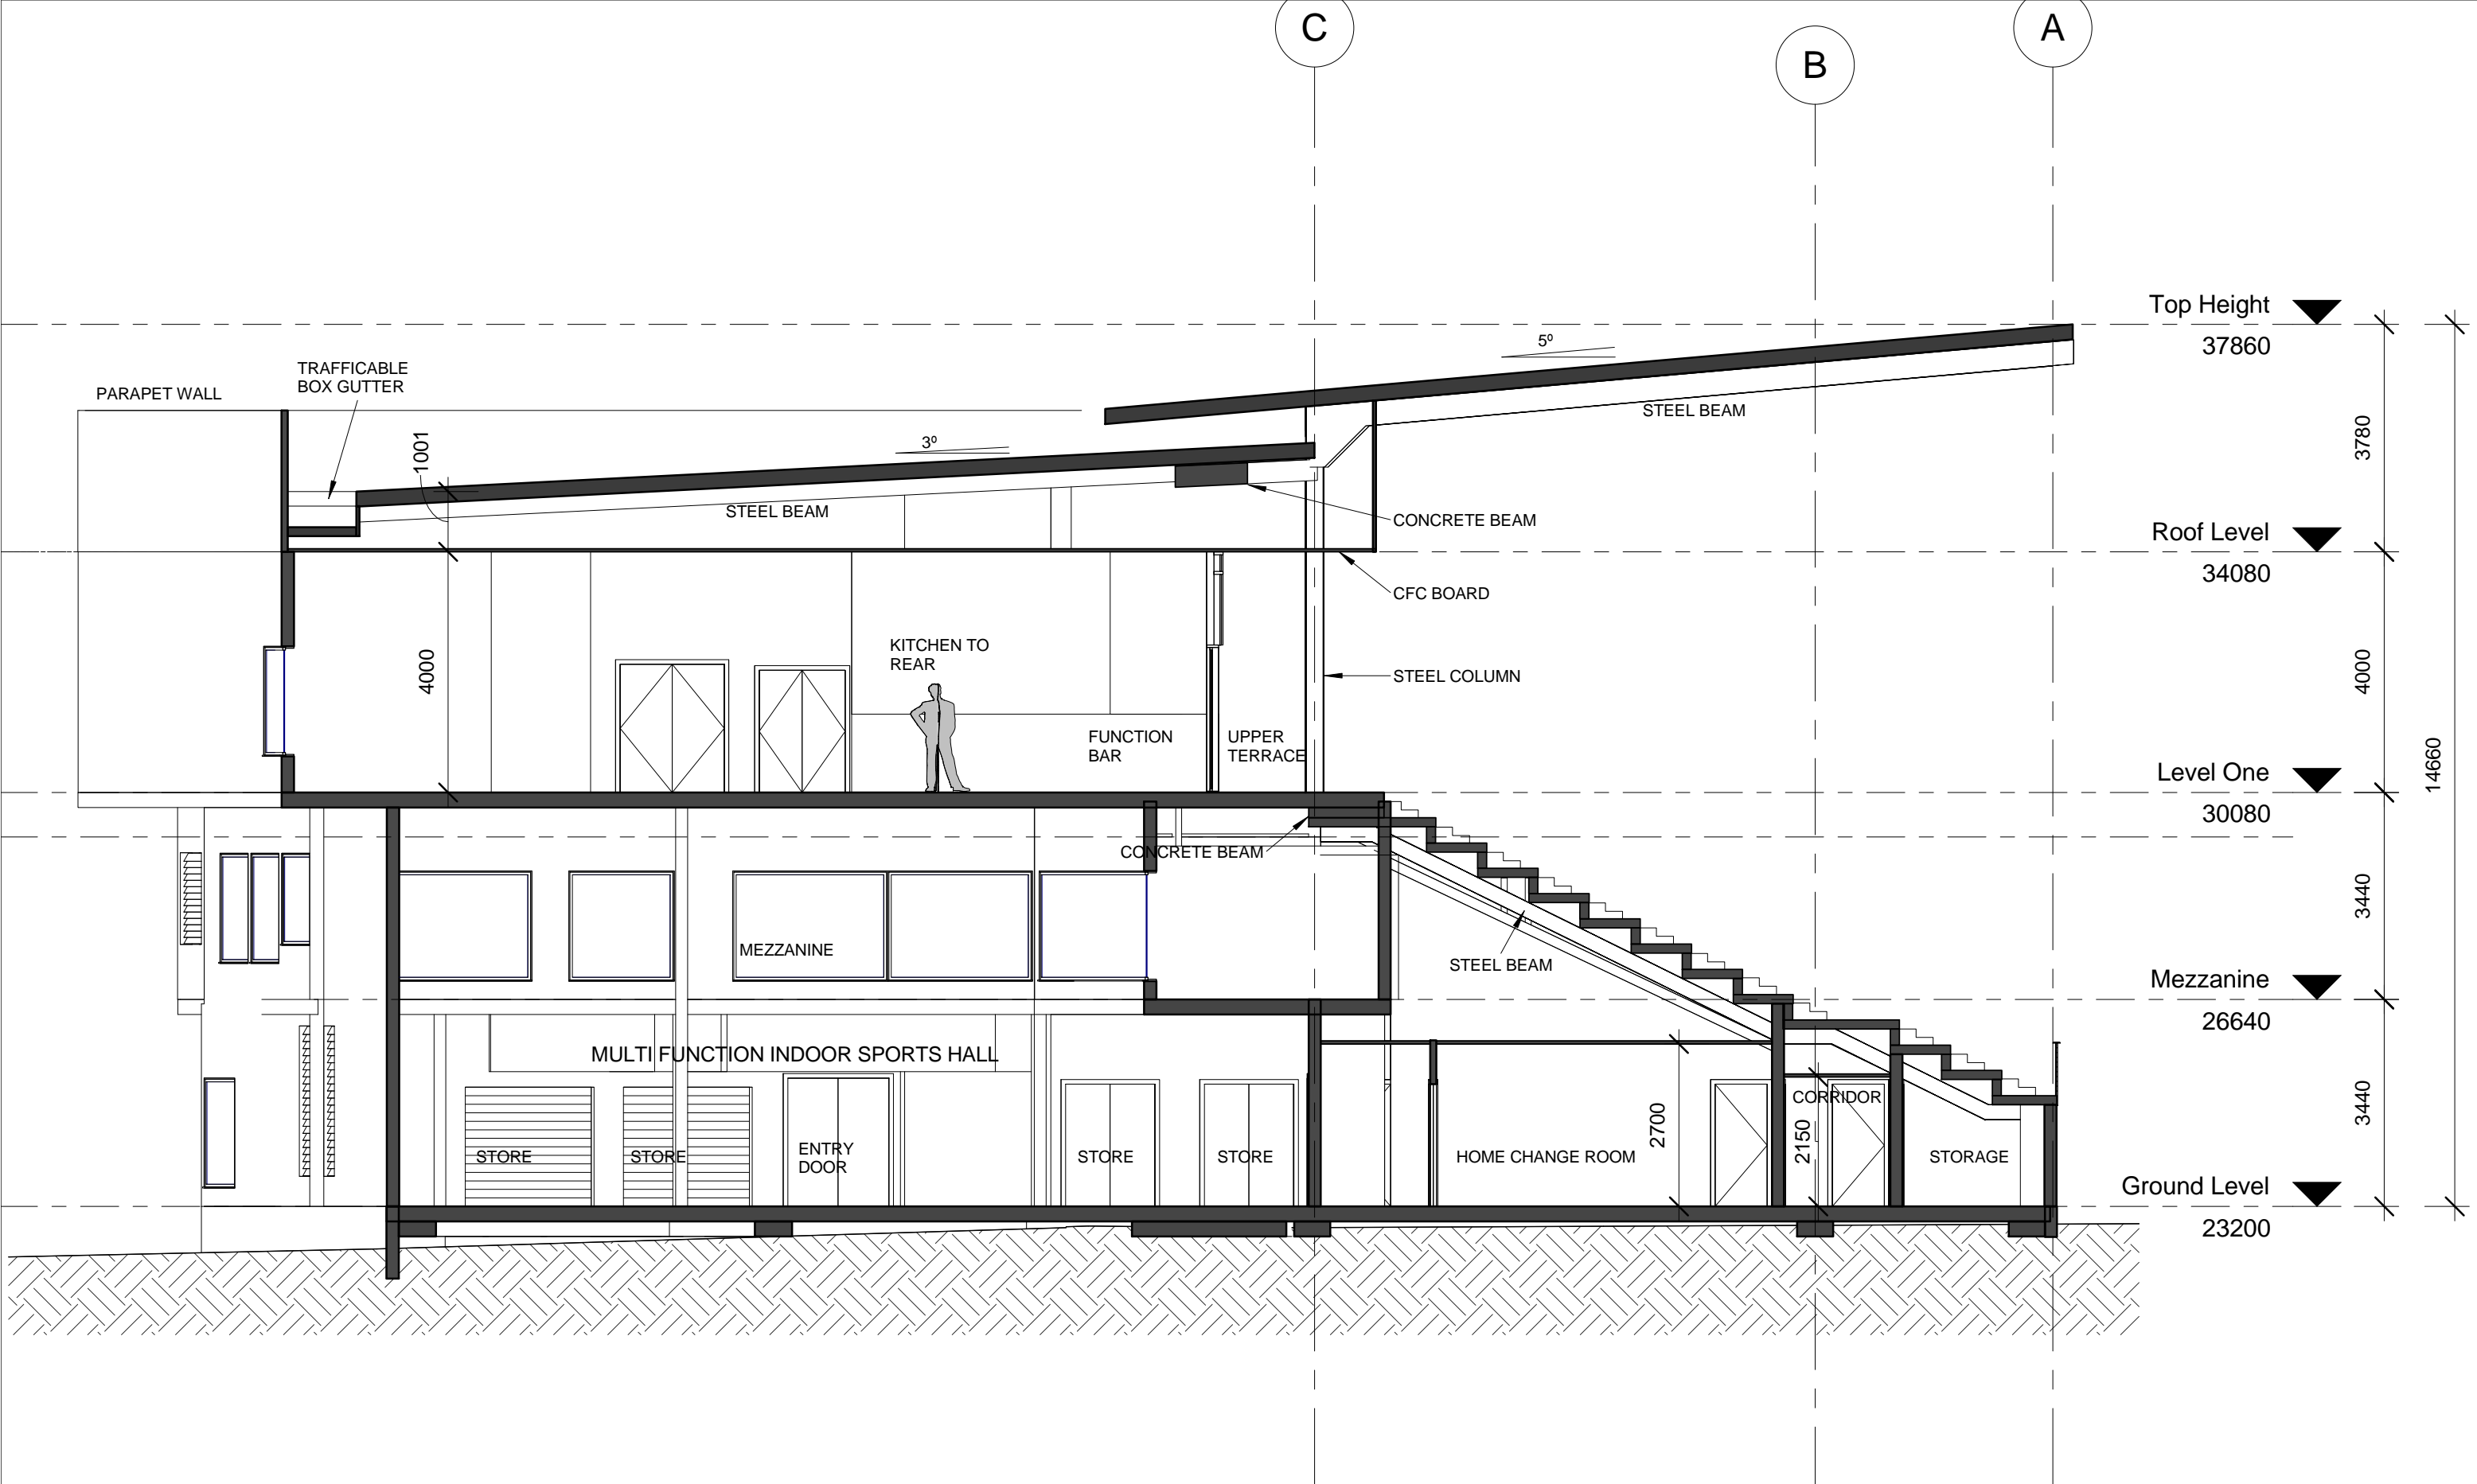 C
B
A
Top Height
37860
5º
TRAFFICABLE
BOX GUTTER
PARAPET WALL
STEEL BEAM
3º
1001
3780
STEEL BEAM
CONCRETE BEAM
Roof Level
34080
CFC BOARD
KITCHEN TO
REAR
4000
STEEL COLUMN
4000
FUNCTION
BAR
UPPER
TERRACE
14660
Level One
30080
CONCRETE BEAM
3440
MEZZANINE
STEEL BEAM
Mezzanine
26640
MULTI FUNCTION INDOOR SPORTS HALL
CORRIDOR
3440
2700
2150
STORE
STORE
ENTRY
DOOR
STORE
STORE
HOME CHANGE ROOM
STORAGE
Ground Level
23200